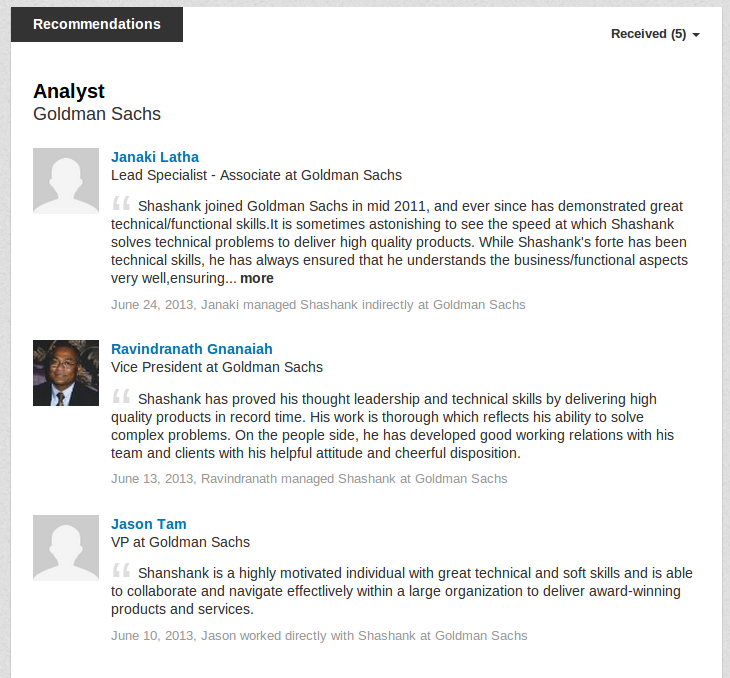 Recommendations
Received (5)
Analyst
Goldman Sachs
Janaki Latha
Lead Specialist - Associate at Goldman Sachs
“ Shashank joined Goldman Sachs in mid 2011, and ever since has demonstrated great
technical/functional skills.It is sometimes astonishing to see the speed at which Shashank
solves technical problems to deliver high quality products. While Shashank's forte has been
technical skills, he has always ensured that he understands the business/functional aspects
very well,ensuring... more
June 24, 2013, Janaki managed Shashank indirectly at Goldman Sachs
Ravindranath Gnanaiah
Vice President at Goldman Sachs
“ Shashank has proved his thought leadership and technical skills by delivering high
quality products in record time. His work is thorough which reflects his ability to solve
complex problems. On the people side, he has developed good working relations with his
team and clients with his helpful attitude and cheerful disposition.
June 13, 2013, Ravindranath managed Shashank at Goldman Sachs
Jason Tam
VP at Goldman Sachs
“ Shanshank is a highly motivated individual with great technical and soft skills and is able
to collaborate and navigate effectlively within a large organization to deliver award-winning
products and services.
June 10, 2013, Jason worked directly with Shashank at Goldman Sachs